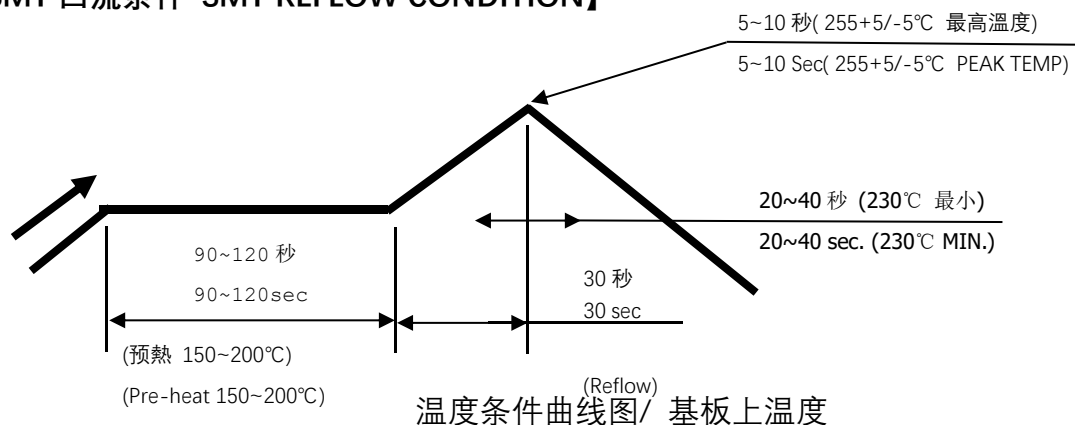 SMT 回流条件 SMT REFLOW CONDITION】
5~10 秒( 255+5/-5℃ 最高溫度)
5~10 Sec( 255+5/-5℃ PEAK TEMP)
20~40 秒 (230℃ 最小)
20~40 sec. (230℃ MIN.)
90~120 秒
90~120sec
30 秒
30 sec
(预熱 150~200℃)
(Pre-heat 150~200℃)
(Reflow)
温度条件曲线图/ 基板上温度